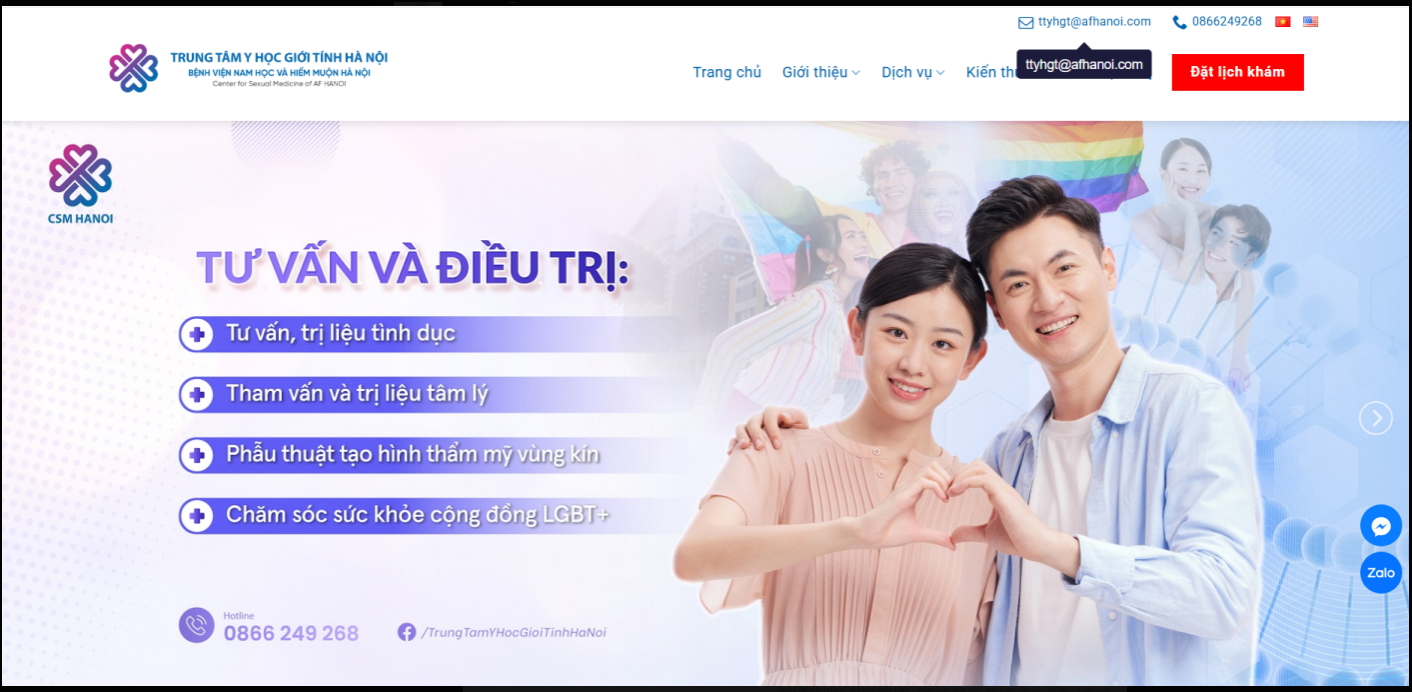 ttyhgt@afhanoi.com 0866249268
TRUNG TÂM Y HỌC GIỚI TÍNH HÀ NỘI
BỆNH VIỆN NAM HỌC VÀ HIẾM MUỘN HÀ NỘI
Center for Sexual Medicine of AF HANOI
Trang chủ Giới thiệu Dịch vụ Kiến
ttyhgt@afhanoi.com
Đặt lịch khám
CSM HANOI
TƯ VẤN VÀ ĐIỀU TRỊ:
Tư vấn, trị liệu tình dục
Tham vấn và trị liệu tâm lý
Phẫu thuật tạo hình thẩm mỹ vùng kín
Chăm sóc sức khỏe cộng đồng LGBT+
Zalo
Hotline
0866 249 268
/TrungTamYHocGioiTinhHaNoi